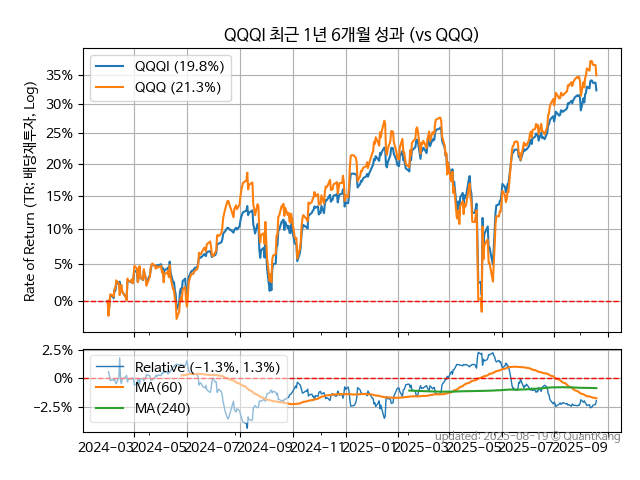 QQQI 최근 1년 6개월 성과 (vs QQQ)
Rate of Return (TR: 배당재투자, Log)
QQQI (19.8%)
QQQ (21.3%)
35%
30%
25%
20%
15%
10%
5%
0%
2.5%
0%
−2.5%
Relative (−1.3%, 1.3%)
MA(60)
MA(240)
2024-03 2024-05 2024-07 2024-09 2024-11 2025-01 2025-03 2025-05 2025-07 2025-09
updated: 2025-08-19 © QuantKang